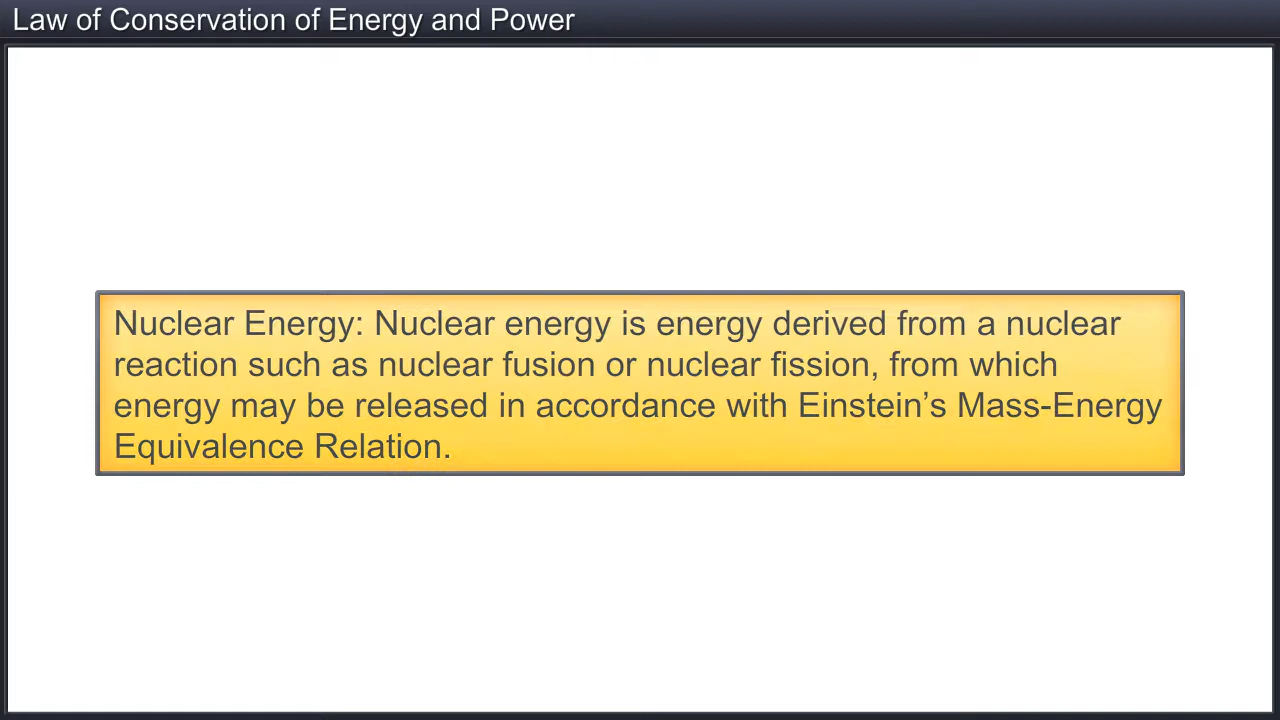 Law of Conservation of Energy and Power
Nuclear Energy: Nuclear energy is energy derived from a nuclear
reaction such as nuclear fusion or nuclear fission, from which
energy may be released in accordance with Einstein’s Mass-Energy
Equivalence Relation.